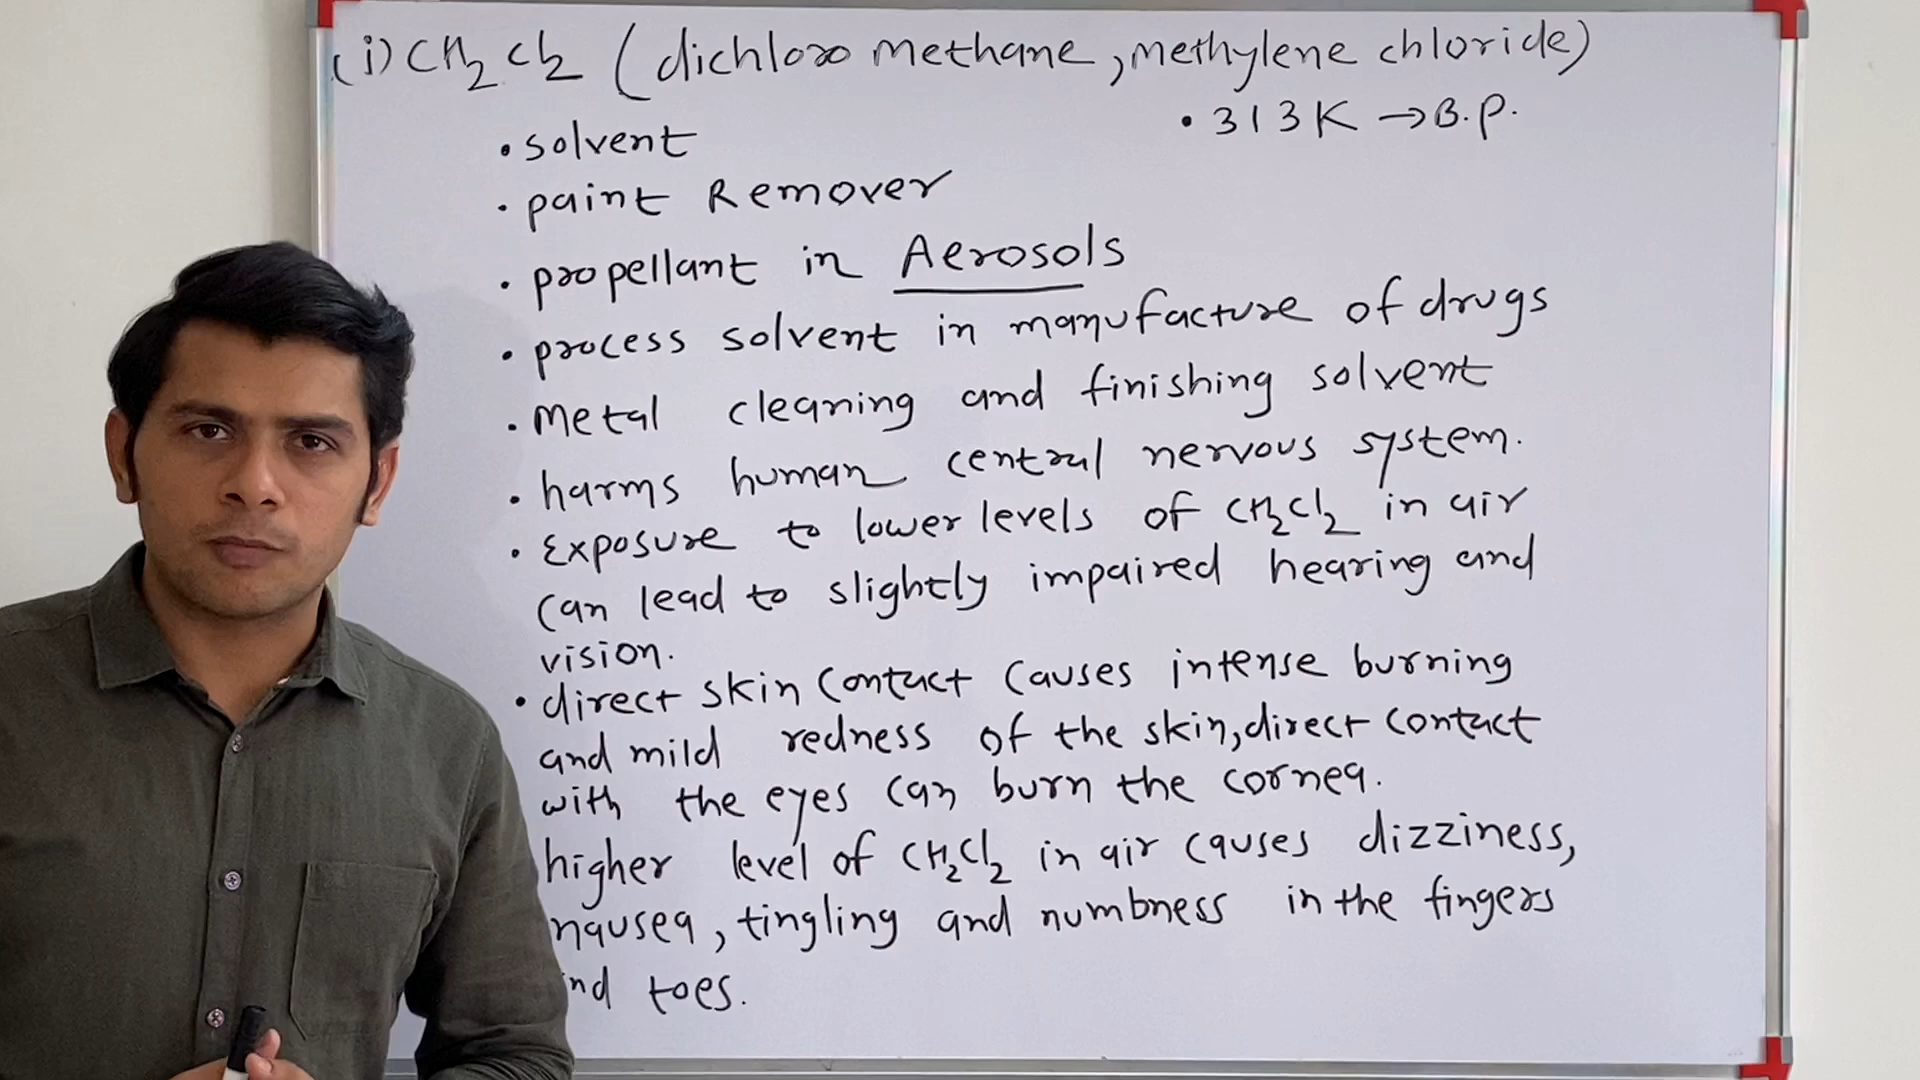 (i) CH2Cl2 (dichloro methane, methylene chloride)
• 313K → B.P.
• solvent
• paint Remover
• propellant in Aerosols
• process solvent in manufacture of drugs
• metal cleaning and finishing solvent
• harms human central nervous system.
• Exposure to lower levels of CH2Cl2 in air
can lead to slightly impaired hearing and
vision.
• direct skin contact causes intense burning
and mild redness of the skin, direct contact
with the eyes can burn the cornea.
higher level of CH2Cl2 in air causes dizziness,
nausea, tingling and numbness in the fingers
nd toes.